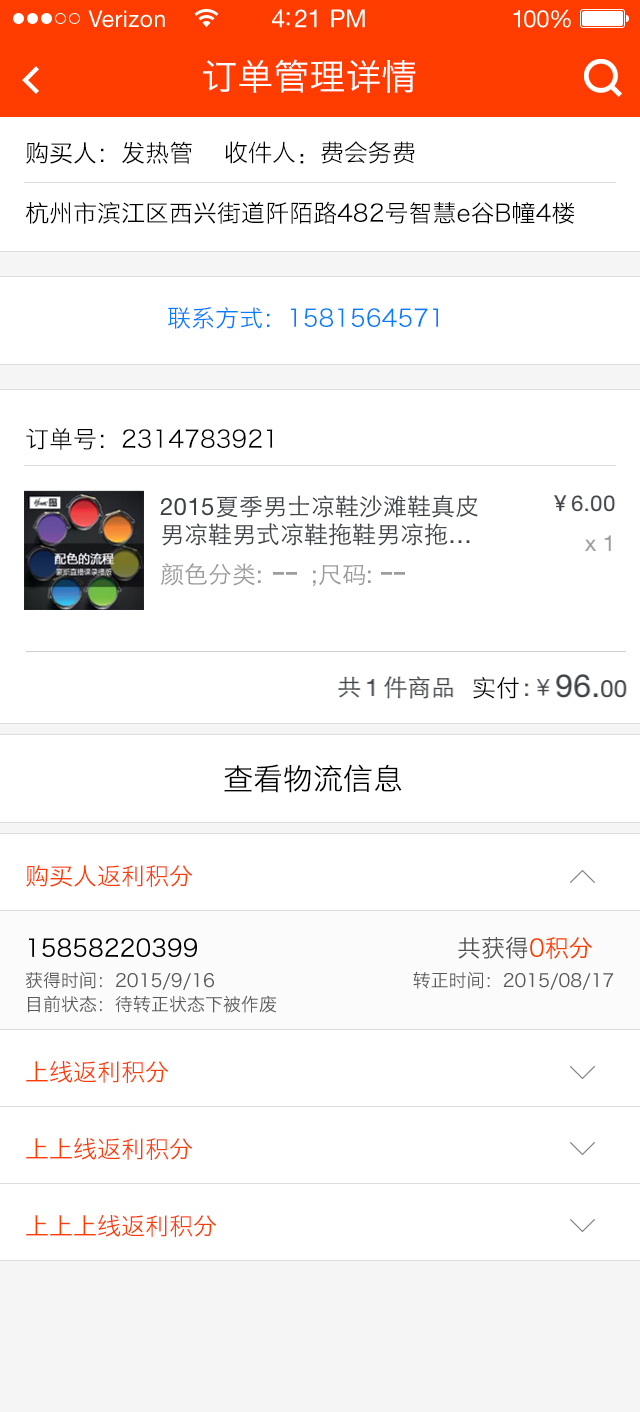 Verizon 4:21 PM 100%
订单管理详情
购买人：发热管 收件人：费会务费
杭州市滨江区西兴街道阡陌路482号智慧e谷B幢4楼
联系方式：1581564571
订单号：2314783921
2015夏季男士凉鞋沙滩鞋真皮 ¥6.00
男凉鞋男式凉鞋拖鞋男凉拖... x 1
颜色分类: -- ;尺码: --
配色的流程
共1件商品 实付:¥96.00
查看物流信息
购买人返利积分
15858220399 共获得0积分
获得时间：2015/9/16 转正时间：2015/08/17
目前状态：待转正状态下被作废
上线返利积分
上上线返利积分
上上上线返利积分